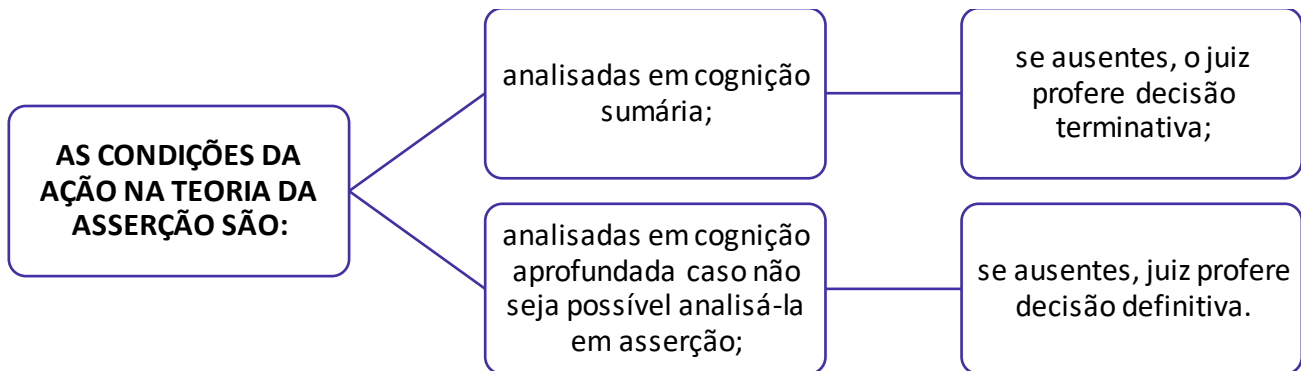 AS CONDIÇÕES DA
AÇÃO NA TEORIA DA
ASSERÇÃO SÃO:
analisadas em cognição
sumária;
se ausentes, o juiz
profere decisão
terminativa;
analisadas em cognição
aprofundada caso não
seja possível analisá-la
em asserção;
se ausentes, juiz profere
decisão definitiva.